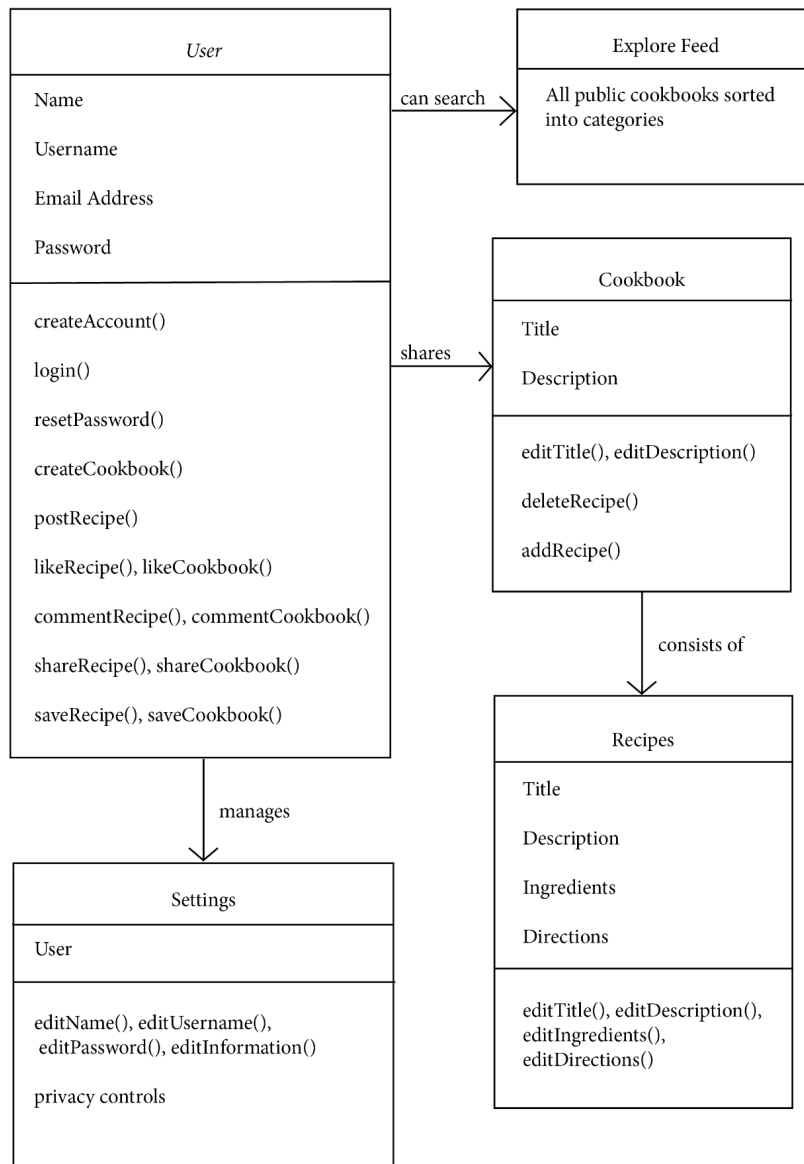 User
Name
Username
Email Address
Password
createAccount()
login()
resetPassword()
createCookbook()
postRecipe()
likeRecipe(), likeCookbook()
commentRecipe(), commentCookbook()
shareRecipe(), shareCookbook()
saveRecipe(), saveCookbook()
can search
Explore Feed
All public cookbooks sorted
into categories
shares
Cookbook
Title
Description
editTitle(), editDescription()
deleteRecipe()
addRecipe()
consists of
Recipes
Title
Description
Ingredients
Directions
editTitle(), editDescription(),
editIngredients(),
editDirections()
manages
Settings
User
editName(), editUsername(),
editPassword(), editInformation()
privacy controls